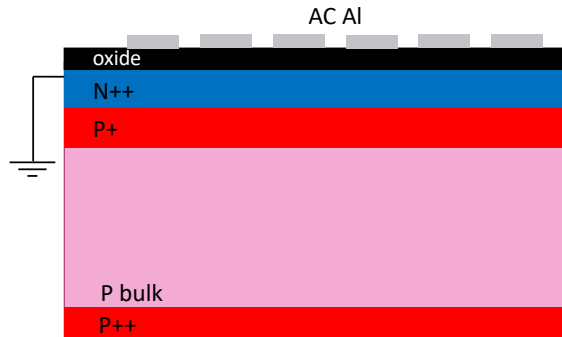 AC Al
oxide
N++
P+
P bulk
P++